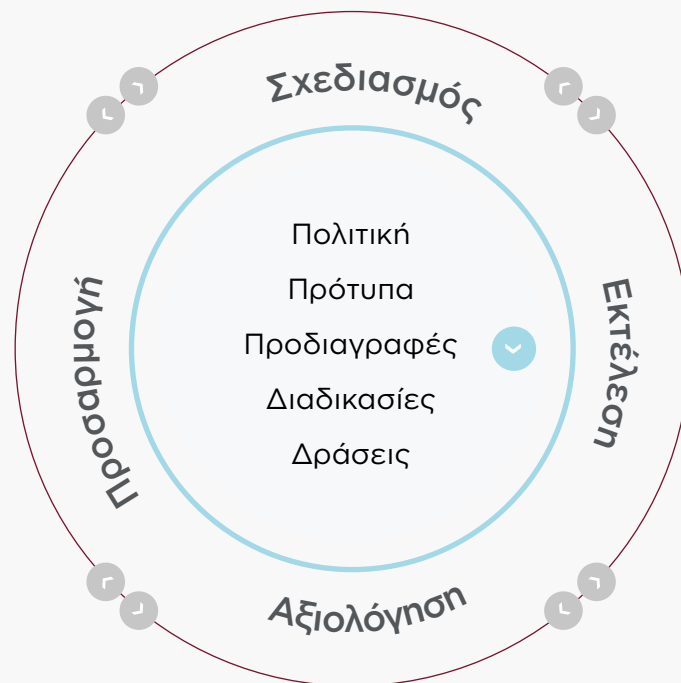 Σχεδιασμός
Πολιτική
Πρότυπα
Προδιαγραφές
Διαδικασίες
Δράσεις
Εκτέλεση
Αξιολόγηση
Προσαρμογή